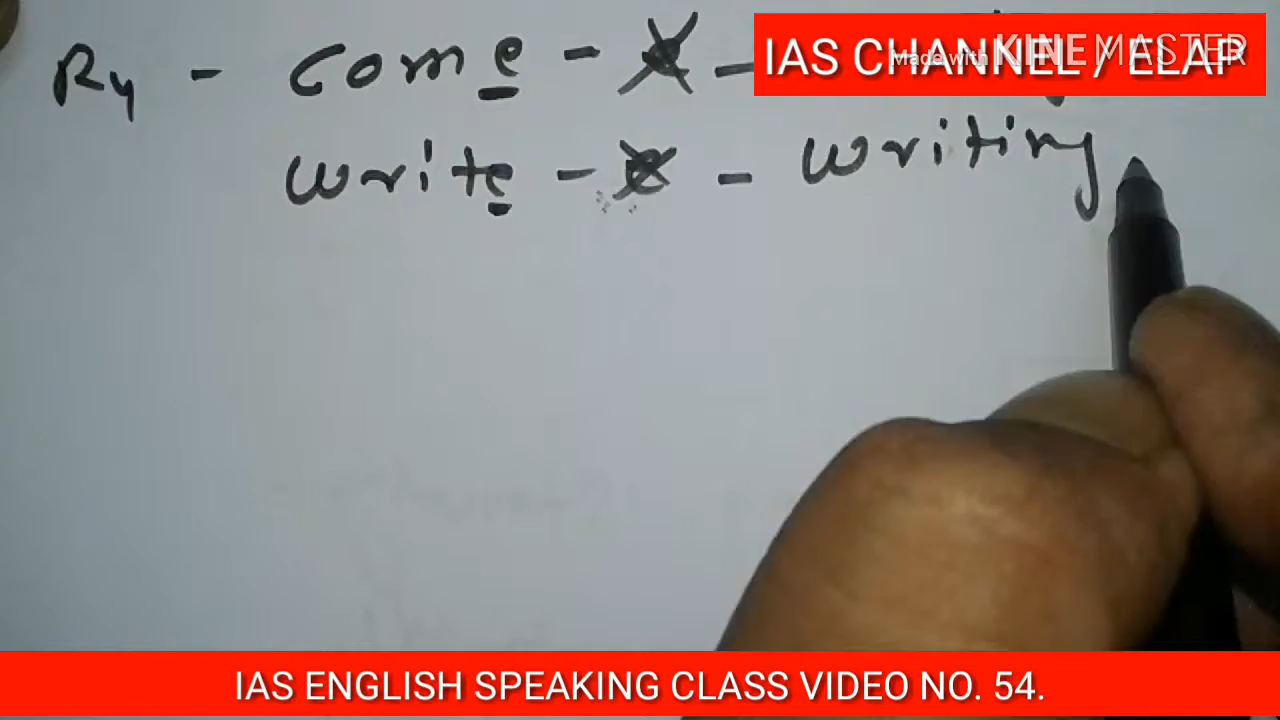 Ry - come - e -
IAS CHANNEL / ELAP
Made with KINEMASTER
write - e - writing
IAS ENGLISH SPEAKING CLASS VIDEO NO. 54.